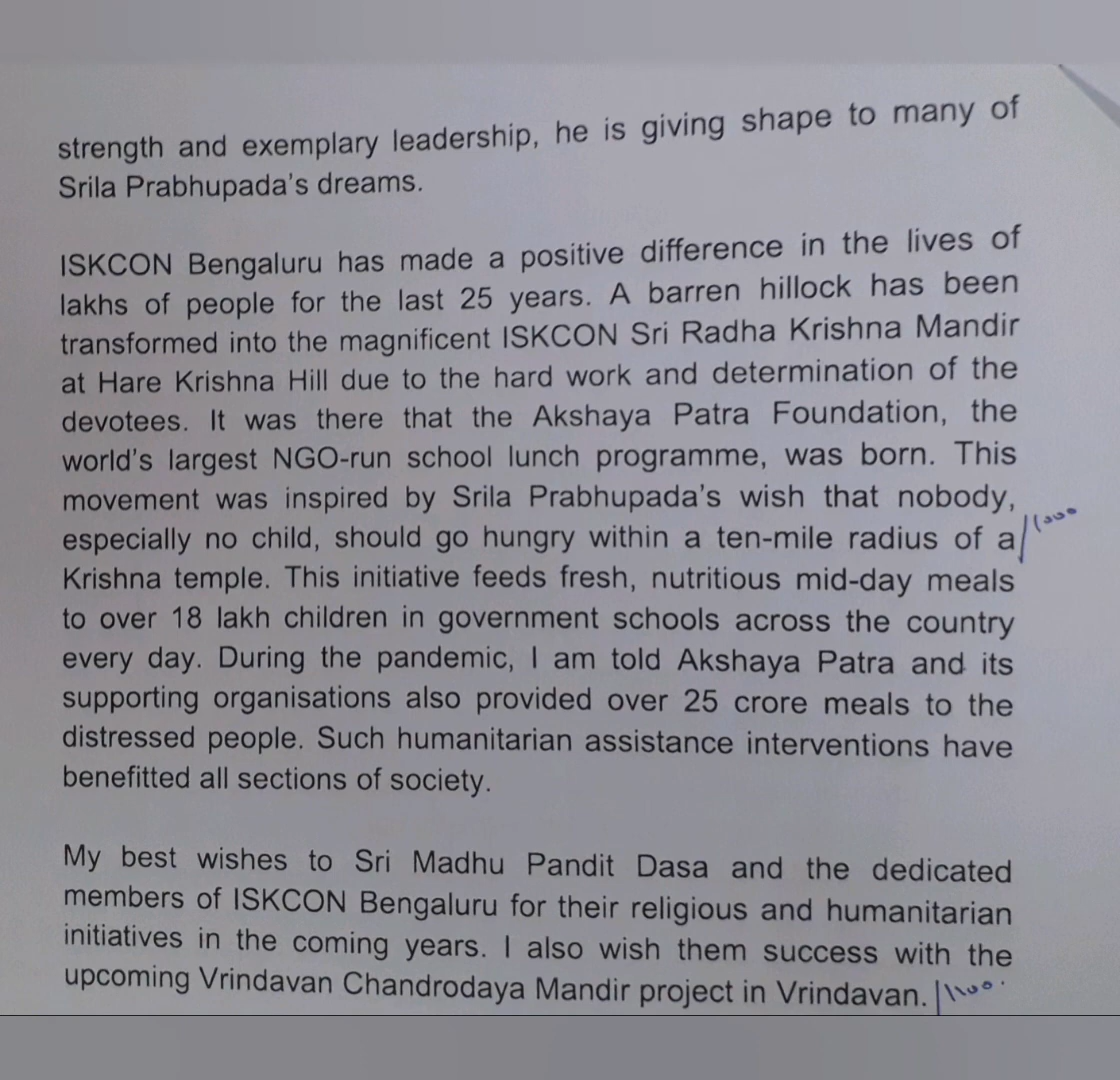 strength and exemplary leadership, he is giving shape to many of
Srila Prabhupada's dreams.
ISKCON Bengaluru has made a positive difference in the lives of
lakhs of people for the last 25 years. A barren hillock has been
transformed into the magnificent ISKCON Sri Radha Krishna Mandir
at Hare Krishna Hill due to the hard work and determination of the
devotees. It was there that the Akshaya Patra Foundation, the
world's largest NGO-run school lunch programme, was born. This
movement was inspired by Srila Prabhupada's wish that nobody,
especially no child, should go hungry within a ten-mile radius of a
Krishna temple. This initiative feeds fresh, nutritious mid-day meals
to over 18 lakh children in government schools across the country
every day. During the pandemic, I am told Akshaya Patra and its
supporting organisations also provided over 25 crore meals to the
distressed people. Such humanitarian assistance interventions have
benefitted all sections of society.
My best wishes to Sri Madhu Pandit Dasa and the dedicated
members of ISKCON Bengaluru for their religious and humanitarian
initiatives in the coming years. I also wish them success with the
upcoming Vrindavan Chandrodaya Mandir project in Vrindavan.